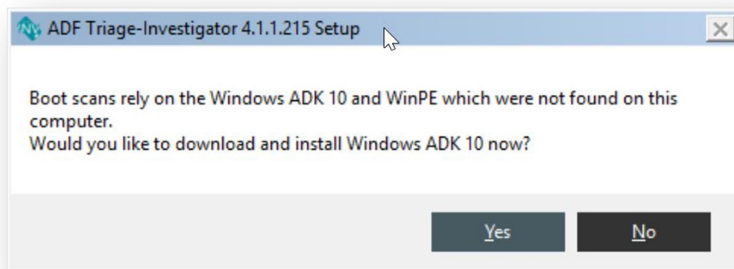 ADF Triage-Investigator 4.1.1.215 Setup
Boot scans rely on the Windows ADK 10 and WinPE which were not found on this
computer.
Would you like to download and install Windows ADK 10 now?
Yes
No